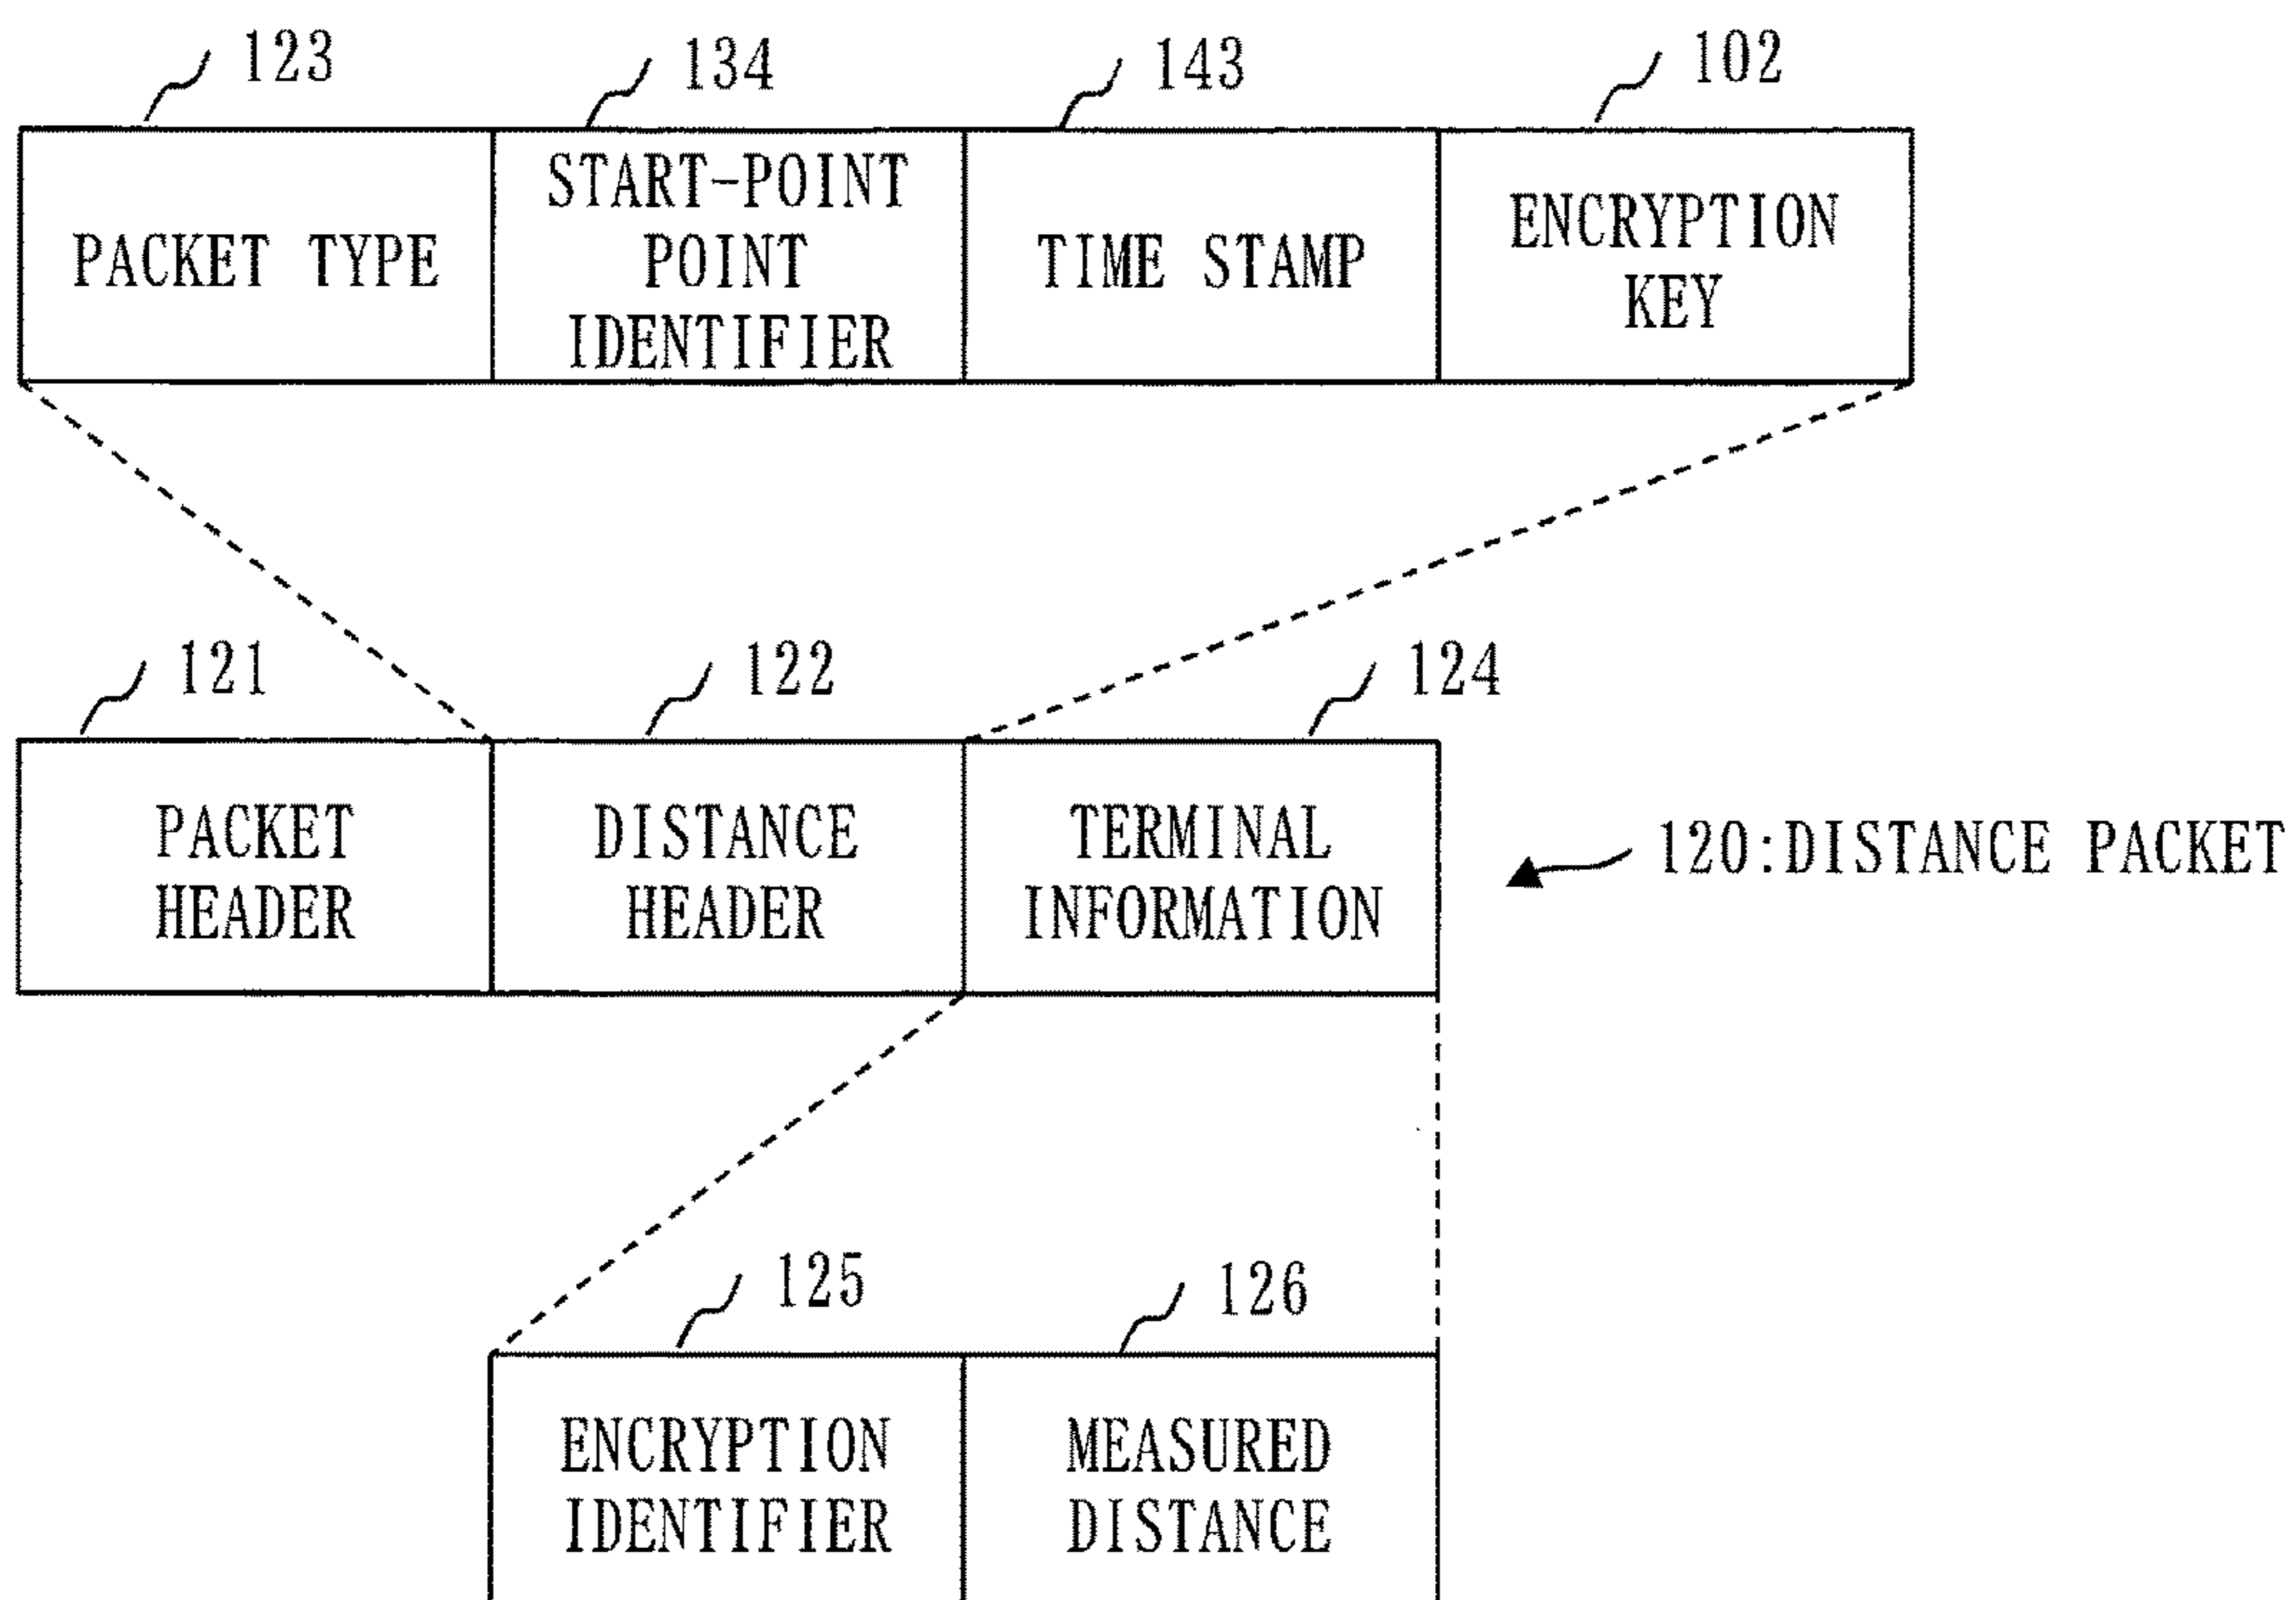 123
134
143
102
PACKET TYPE
START-POINT
POINT
IDENTIFIER
TIME STAMP
ENCRYPTION
KEY
121
122
124
PACKET
HEADER
DISTANCE
HEADER
TERMINAL
INFORMATION
120:DISTANCE PACKET
125
126
ENCRYPTION
IDENTIFIER
MEASURED
DISTANCE